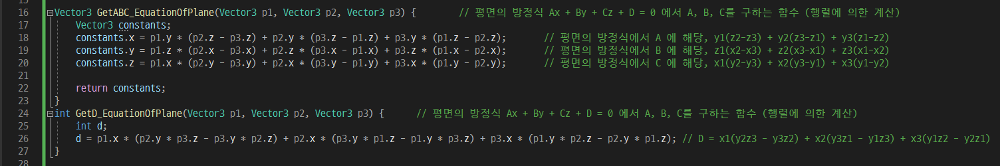 16 Vector3 GetABC_EquationOfPlane(Vector3 p1, Vector3 p2, Vector3 p3) { // 평면의 방정식 Ax + By + Cz + D = 0 에서 A, B, C를 구하는 함수 (행렬에 의한 계산)
17 Vector3 constants;
18 constants.x = p1.y * (p2.z - p3.z) + p2.y * (p3.z - p1.z) + p3.y * (p1.z - p2.z); // 평면의 방정식에서 A 에 해당, y1(z2-z3) + y2(z3-z1) + y3(z1-z2)
19 constants.y = p1.z * (p2.x - p3.x) + p2.z * (p3.x - p1.x) + p3.z * (p1.x - p2.x); // 평면의 방정식에서 B 에 해당, z1(x2-x3) + z2(x3-x1) + z3(x1-x2)
20 constants.z = p1.x * (p2.y - p3.y) + p2.x * (p3.y - p1.y) + p3.x * (p1.y - p2.y); // 평면의 방정식에서 C 에 해당, x1(y2-y3) + x2(y3-y1) + x3(y1-y2)
21
22 return constants;
23 }
24 int GetD_EquationOfPlane(Vector3 p1, Vector3 p2, Vector3 p3) { // 평면의 방정식 Ax + By + Cz + D = 0 에서 A, B, C를 구하는 함수 (행렬에 의한 계산)
25 int d;
26 d = p1.x * (p2.y * p3.z - p3.y * p2.z) + p2.x * (p3.y * p1.z - p1.y * p3.z) + p3.x * (p1.y * p2.z - p2.y * p1.z); // D = x1(y2z3 - y3z2) + x2(y3z1 - y1z3) + x3(y1z2 - y2z1)
27 }
28